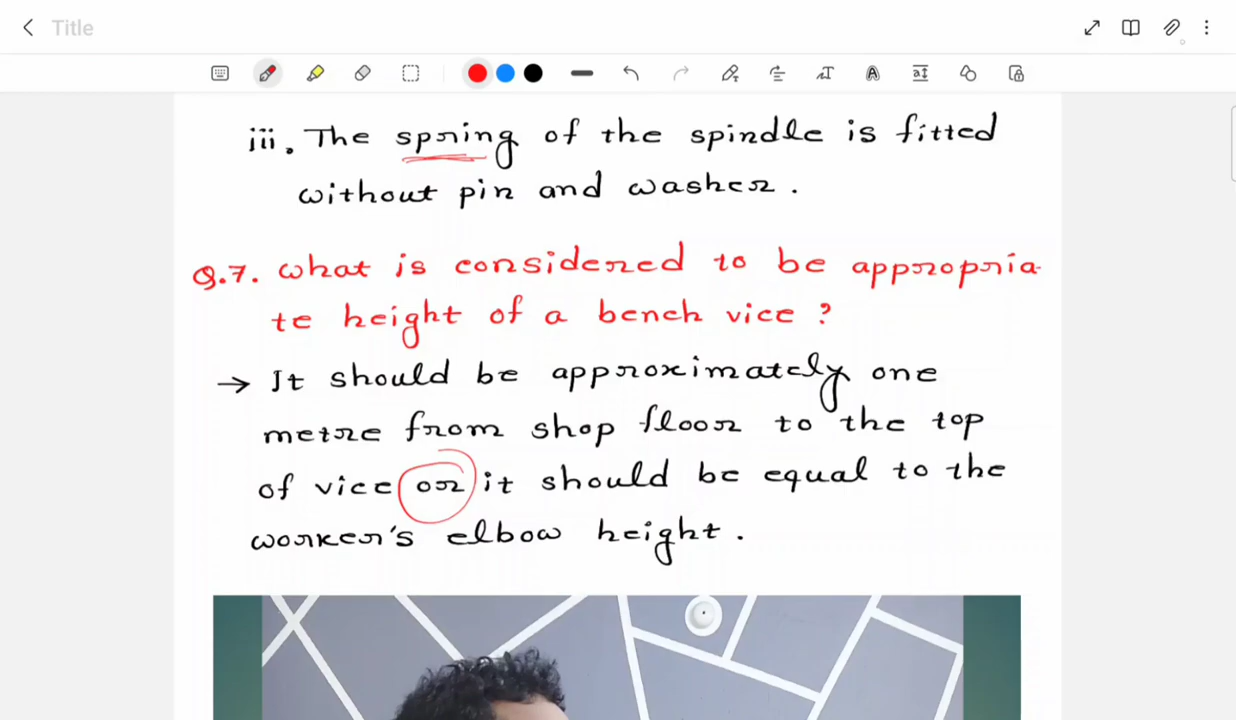 Title
iii. The spring of the spindle is fitted
without pin and washer.
Q.7. What is considered to be appropria
te height of a bench vice?
→ It should be approximately one
metre from shop floor to the top
of vice or it should be equal to the
worker's elbow height.